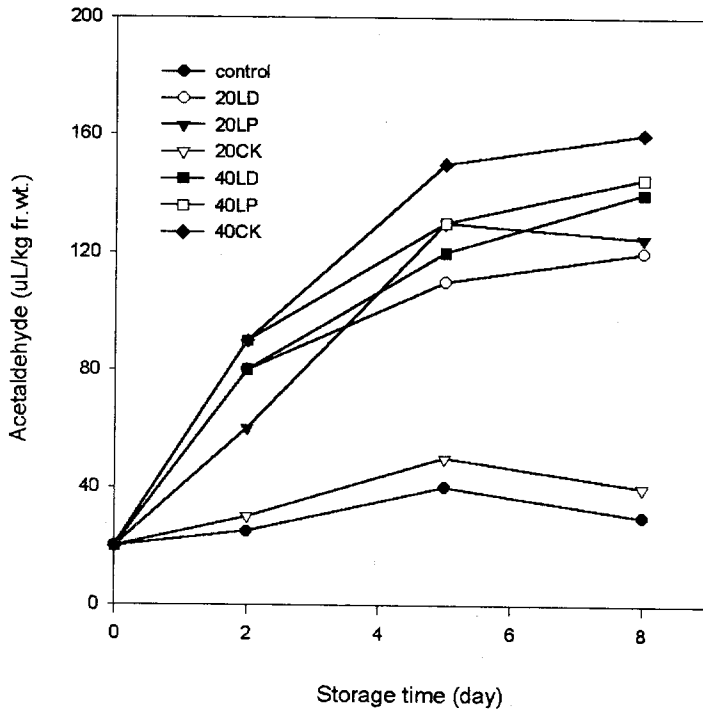 200
160
120
80
40
0
Acetaldehyde (uL/kg fr.wt.)
control
20LD
20LP
20CK
40LD
40LP
40CK
0 2 4 6 8
Storage time (day)